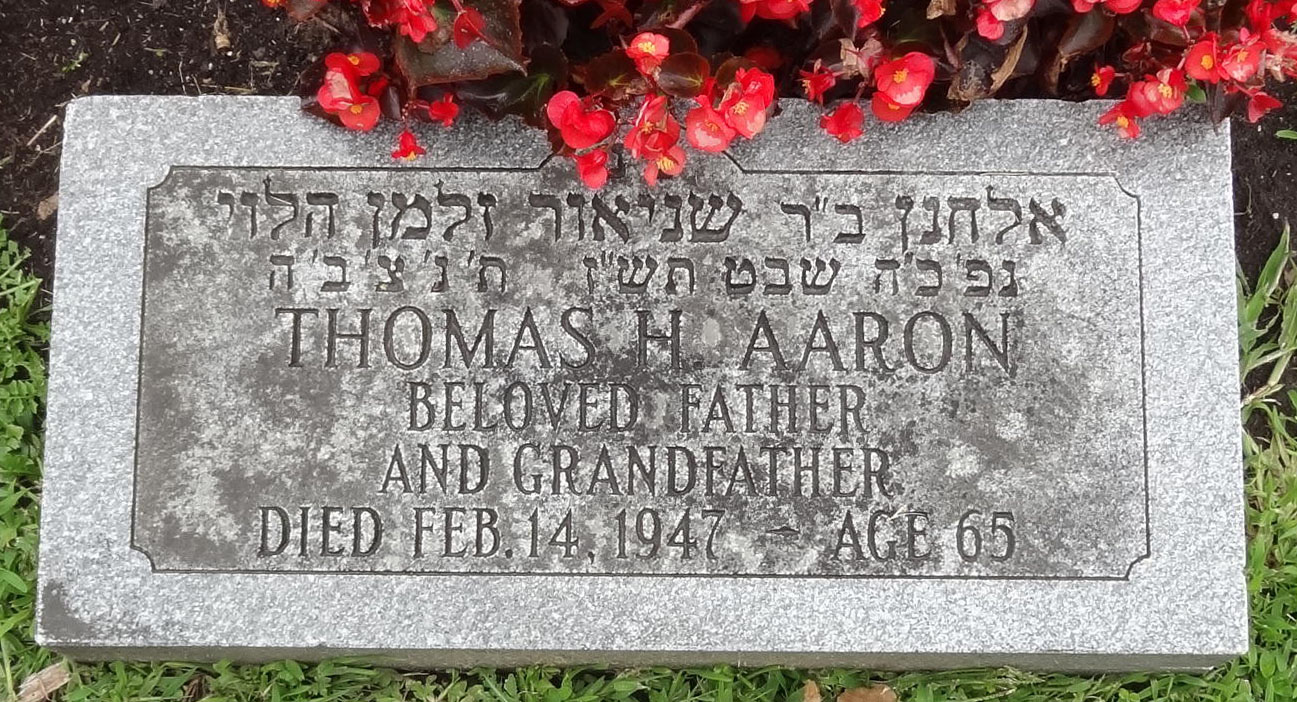 אלחנן ב"ר שניאור זלמן הלוי
נפ' כ"ה שבט תש"ז ת' נ' צ' ב' ה
THOMAS H AARON
BELOVED FATHER
AND GRANDFATHER
DIED FEB. 14, 1947 - AGE 65